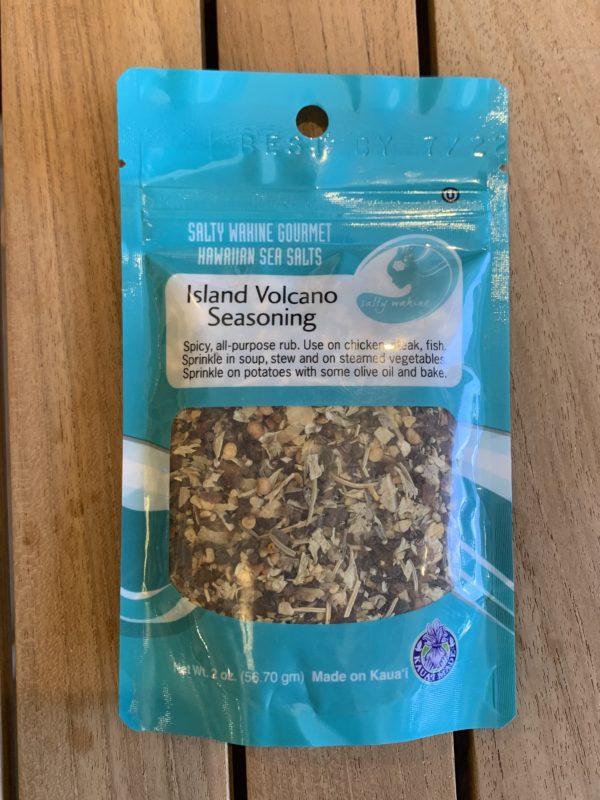 BEST BY 7/2
U
SALTY WAHINE GOURMET
HAWAIIAN SEA SALTS
salty wahine
Island Volcano
Seasoning
Spicy, all-purpose rub. Use on chicken, steak, fish.
Sprinkle in soup, stew and on steamed vegetables.
Sprinkle on potatoes with some olive oil and bake.
Net Wt. 2 oz. (56.70 gm) Made on Kaua'i
KAUA'I MADE